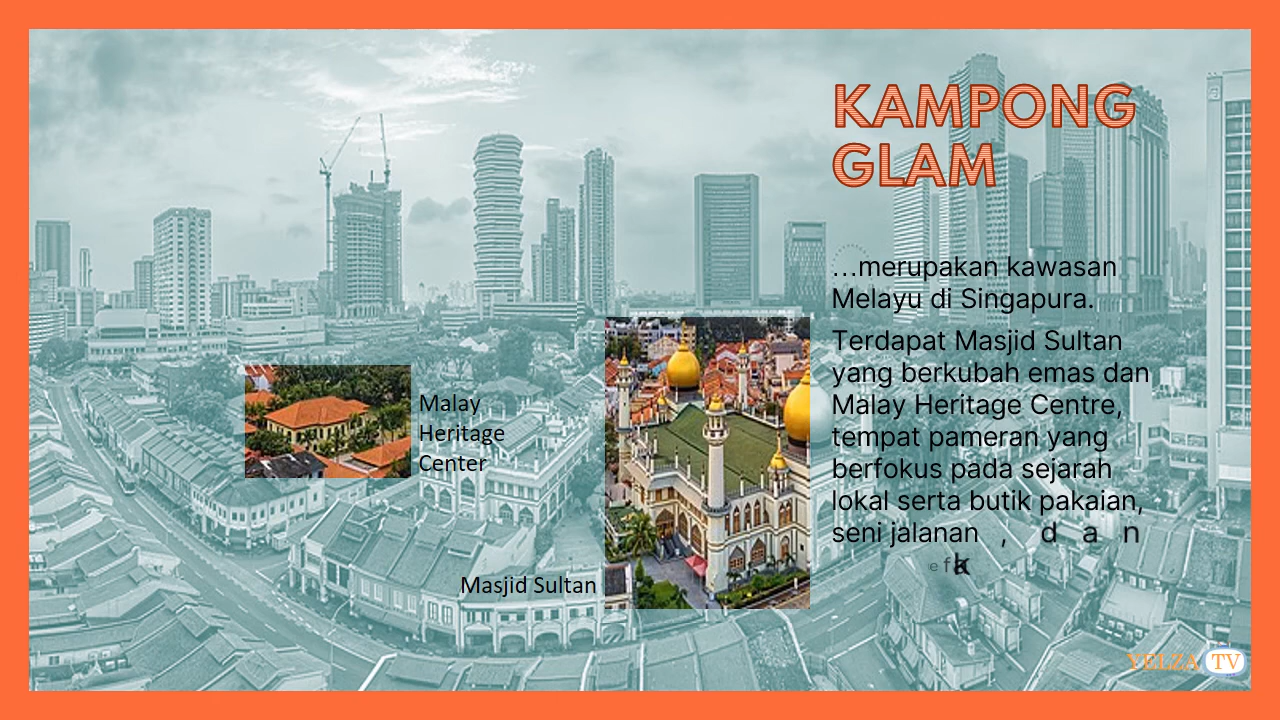 KAMPONG
GLAM
…merupakan kawasan
Melayu di Singapura.
Terdapat Masjid Sultan
yang berkubah emas dan
Malay Heritage Centre,
tempat pameran yang
berfokus pada sejarah
lokal serta butik pakaian,
seni jalanan , dan
Malay
Heritage
Center
Masjid Sultan
YELZA TV